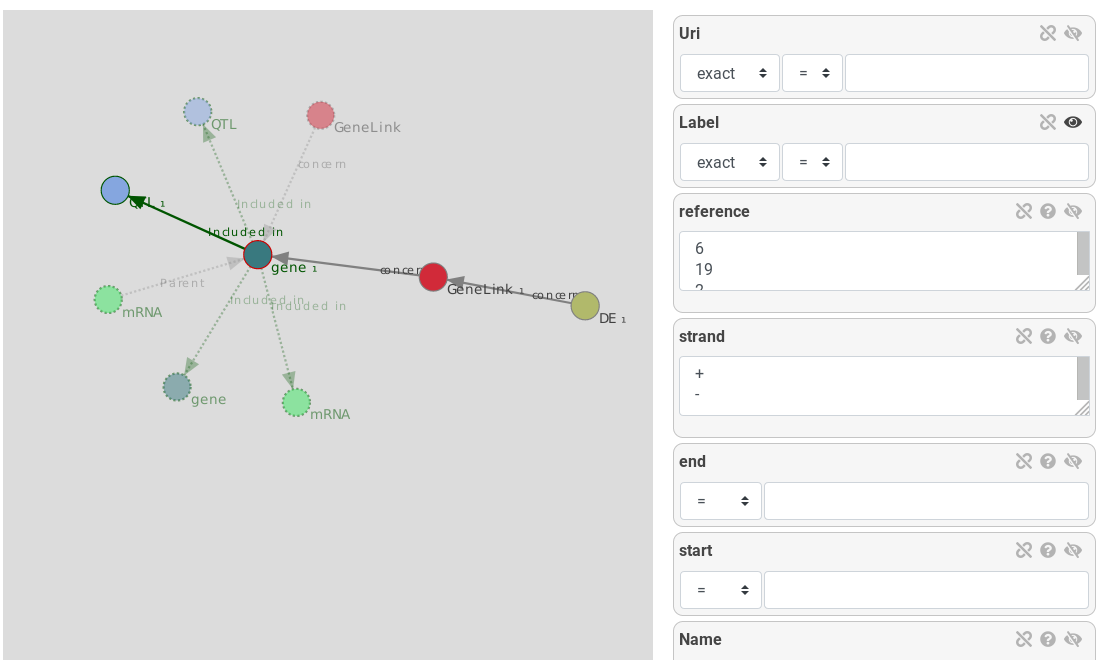 QTL
GeneLink
concern
QTL ₁
Included in
Included in
gene ₁
concern
GeneLink ₁
concern
DE ₁
Parent
mRNA
Included in
Included in
gene
mRNA
Uri
exact =
Label
exact =
reference
6
19
2
strand
+
-
end
=
start
=
Name